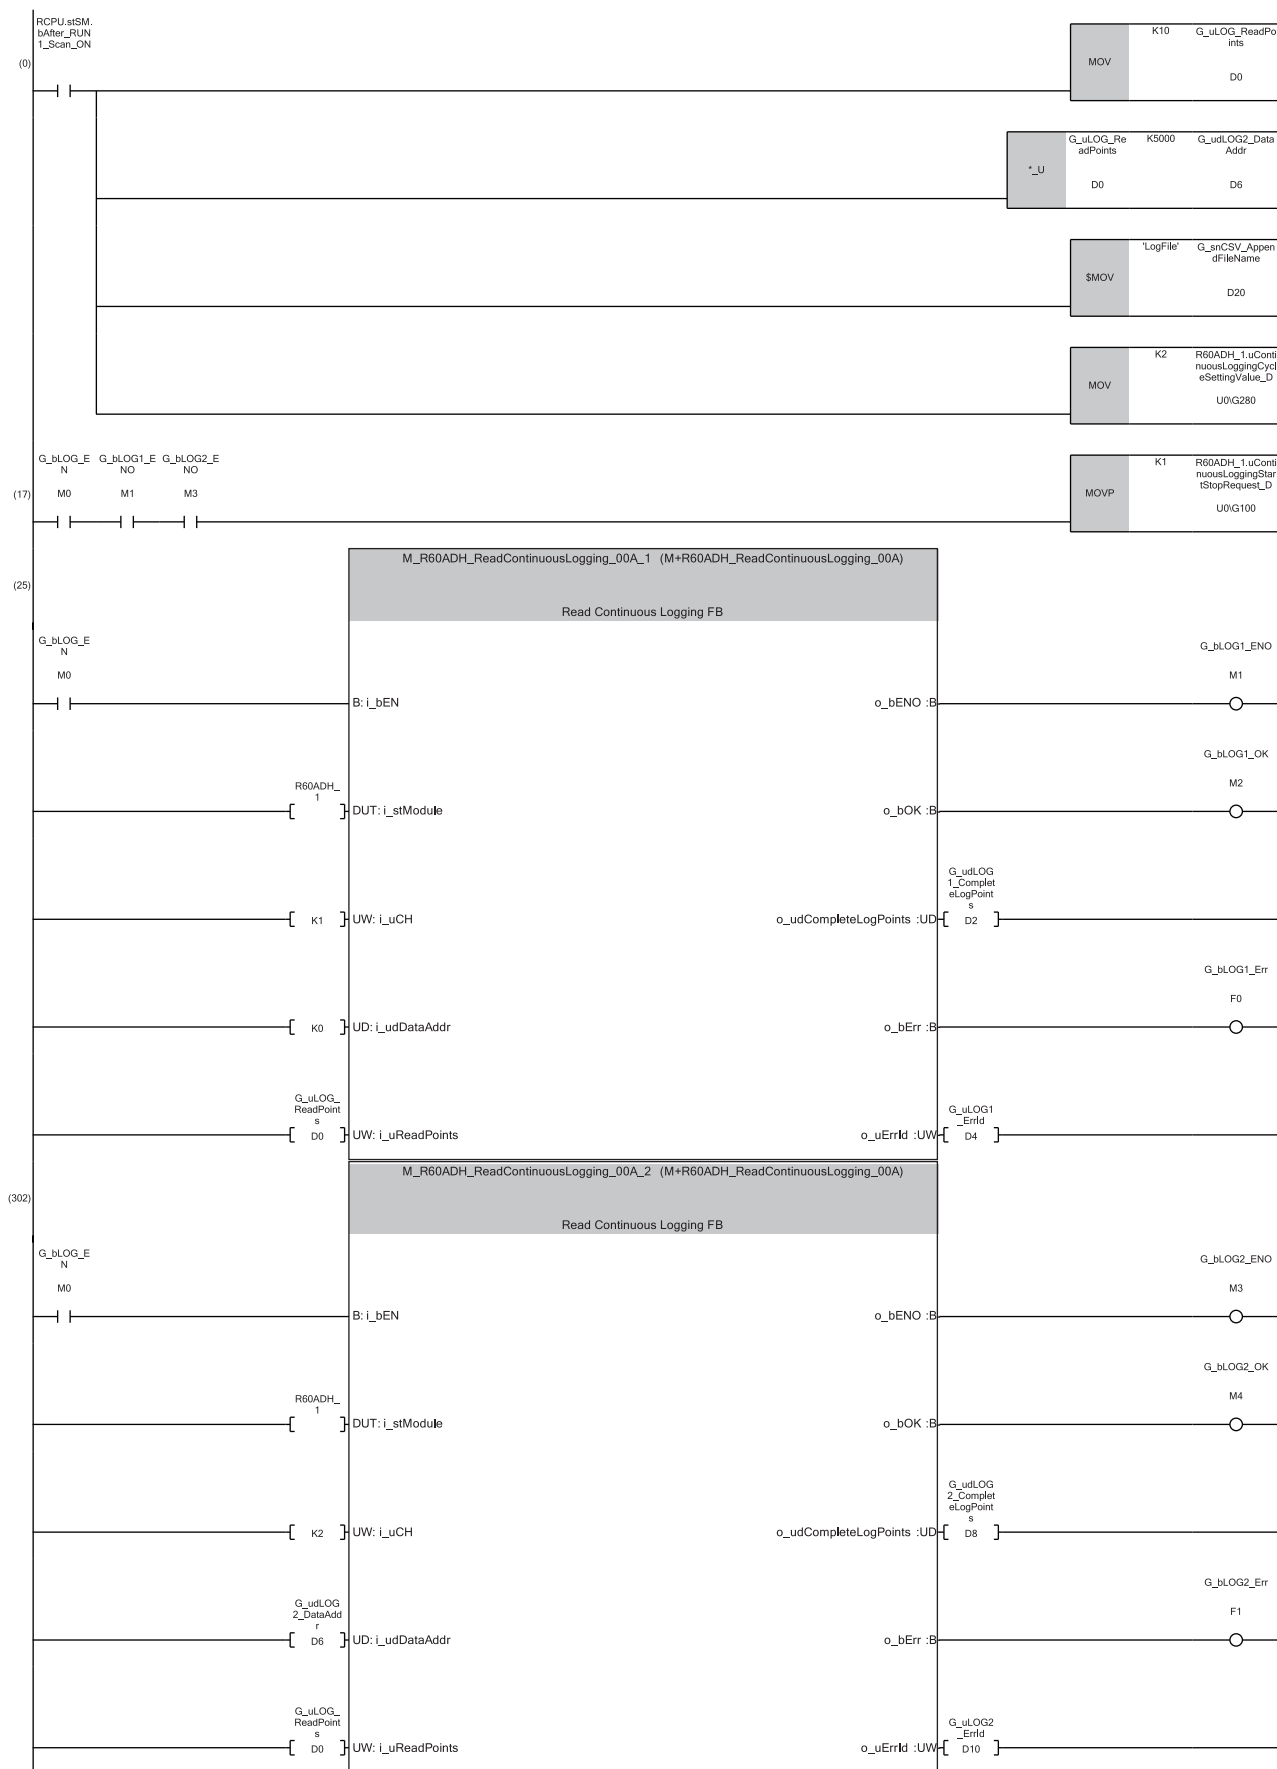 RCPU.stSM.
bAfter_RUN
1_Scan_ON
(0)
MOV
K10
G_uLOG_ReadPo
ints
D0
*_U
G_uLOG_Re
adPoints
D0
K5000
G_udLOG2_Data
Addr
D6
$MOV
'LogFile'
G_snCSV_Appen
dFileName
D20
MOV
K2
R60ADH_1.uConti
nuousLoggingCycl
eSettingValue_D
U0\G280
(17)
G_bLOG_E
N
M0
G_bLOG1_E
NO
M1
G_bLOG2_E
NO
M3
MOVP
K1
R60ADH_1.uConti
nuousLoggingStar
tStopRequest_D
U0\G100
(25)
M_R60ADH_ReadContinuousLogging_00A_1 (M+R60ADH_ReadContinuousLogging_00A)
Read Continuous Logging FB
G_bLOG_E
N
M0
B: i_bEN
o_bENO :B
G_bLOG1_ENO
M1
R60ADH_
1
DUT: i_stModule
o_bOK :B
G_bLOG1_OK
M2
K1
UW: i_uCH
o_udCompleteLogPoints :UD
G_udLOG
1_Complet
eLogPoint
s
D2
K0
UD: i_udDataAddr
o_bErr :B
G_bLOG1_Err
F0
G_uLOG_
ReadPoint
s
D0
UW: i_uReadPoints
o_uErrId :UW
G_uLOG1
_ErrId
D4
(302)
M_R60ADH_ReadContinuousLogging_00A_2 (M+R60ADH_ReadContinuousLogging_00A)
Read Continuous Logging FB
G_bLOG_E
N
M0
B: i_bEN
o_bENO :B
G_bLOG2_ENO
M3
R60ADH_
1
DUT: i_stModule
o_bOK :B
G_bLOG2_OK
M4
K2
UW: i_uCH
o_udCompleteLogPoints :UD
G_udLOG
2_Complet
eLogPoint
s
D8
G_udLOG
2_DataAdd
r
D6
UD: i_udDataAddr
o_bErr :B
G_bLOG2_Err
F1
G_uLOG_
ReadPoint
s
D0
UW: i_uReadPoints
o_uErrId :UW
G_uLOG2
_ErrId
D10